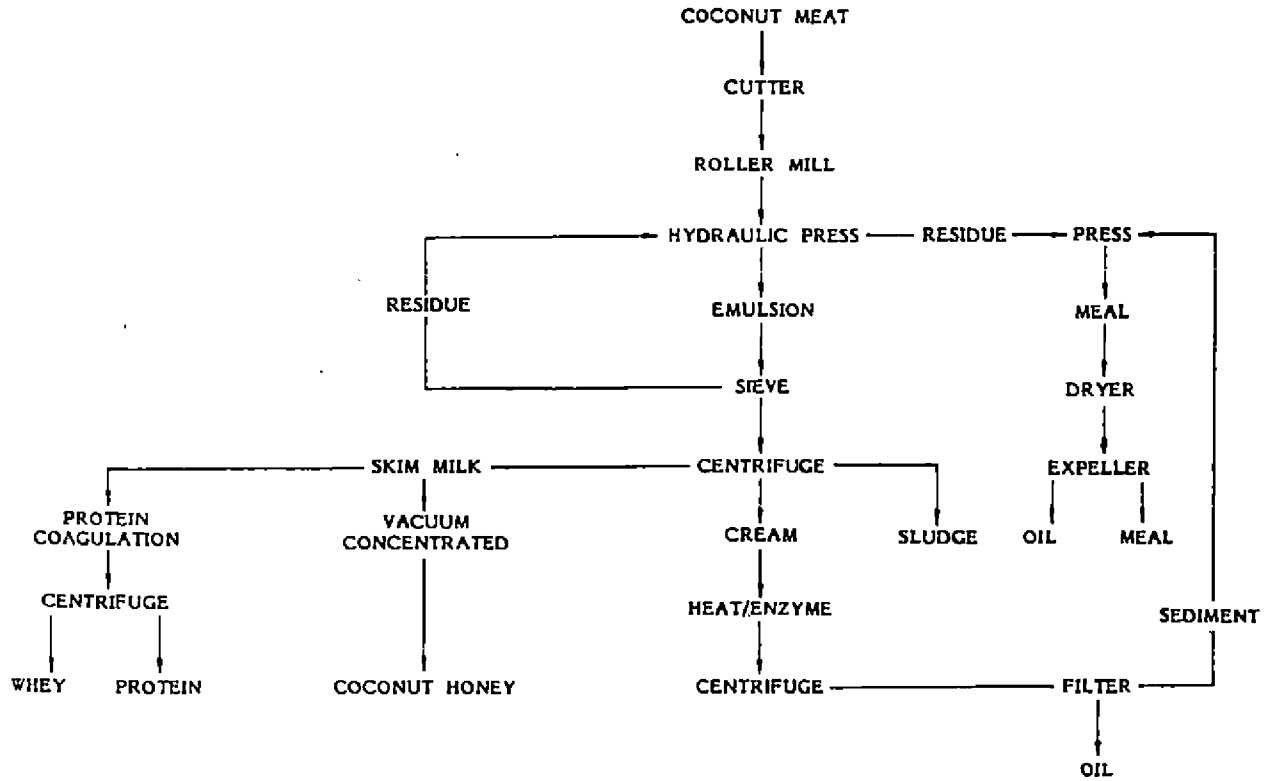 COCONUT MEAT
CUTTER
ROLLER MILL
HYDRAULIC PRESS
RESIDUE
PRESS
RESIDUE
EMULSION
MEAL
SIEVE
DRYER
SKIM MILK
CENTRIFUGE
EXPELLER
PROTEIN
COAGULATION
VACUUM
CONCENTRATED
CREAM
SLUDGE
OIL
MEAL
CENTRIFUGE
HEAT/ENZYME
SEDIMENT
WHEY
PROTEIN
COCONUT HONEY
CENTRIFUGE
FILTER
OIL